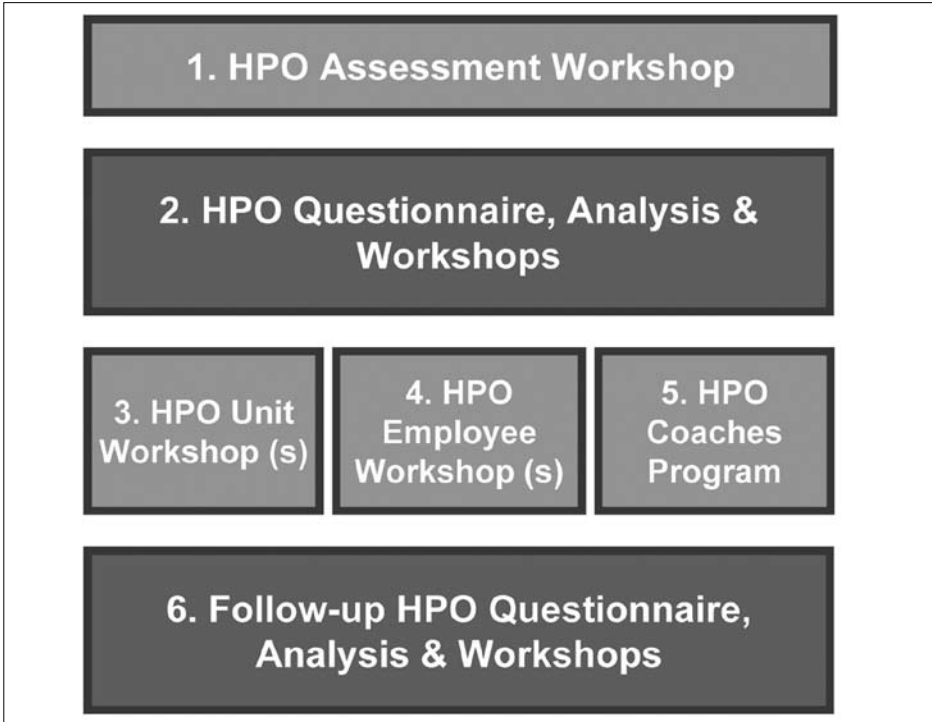 1. HPO Assessment Workshop
2. HPO Questionnaire, Analysis &
Workshops
3. HPO Unit
Workshop (s)
4. HPO
Employee
Workshop (s)
5. HPO
Coaches
Program
6. Follow-up HPO Questionnaire,
Analysis & Workshops